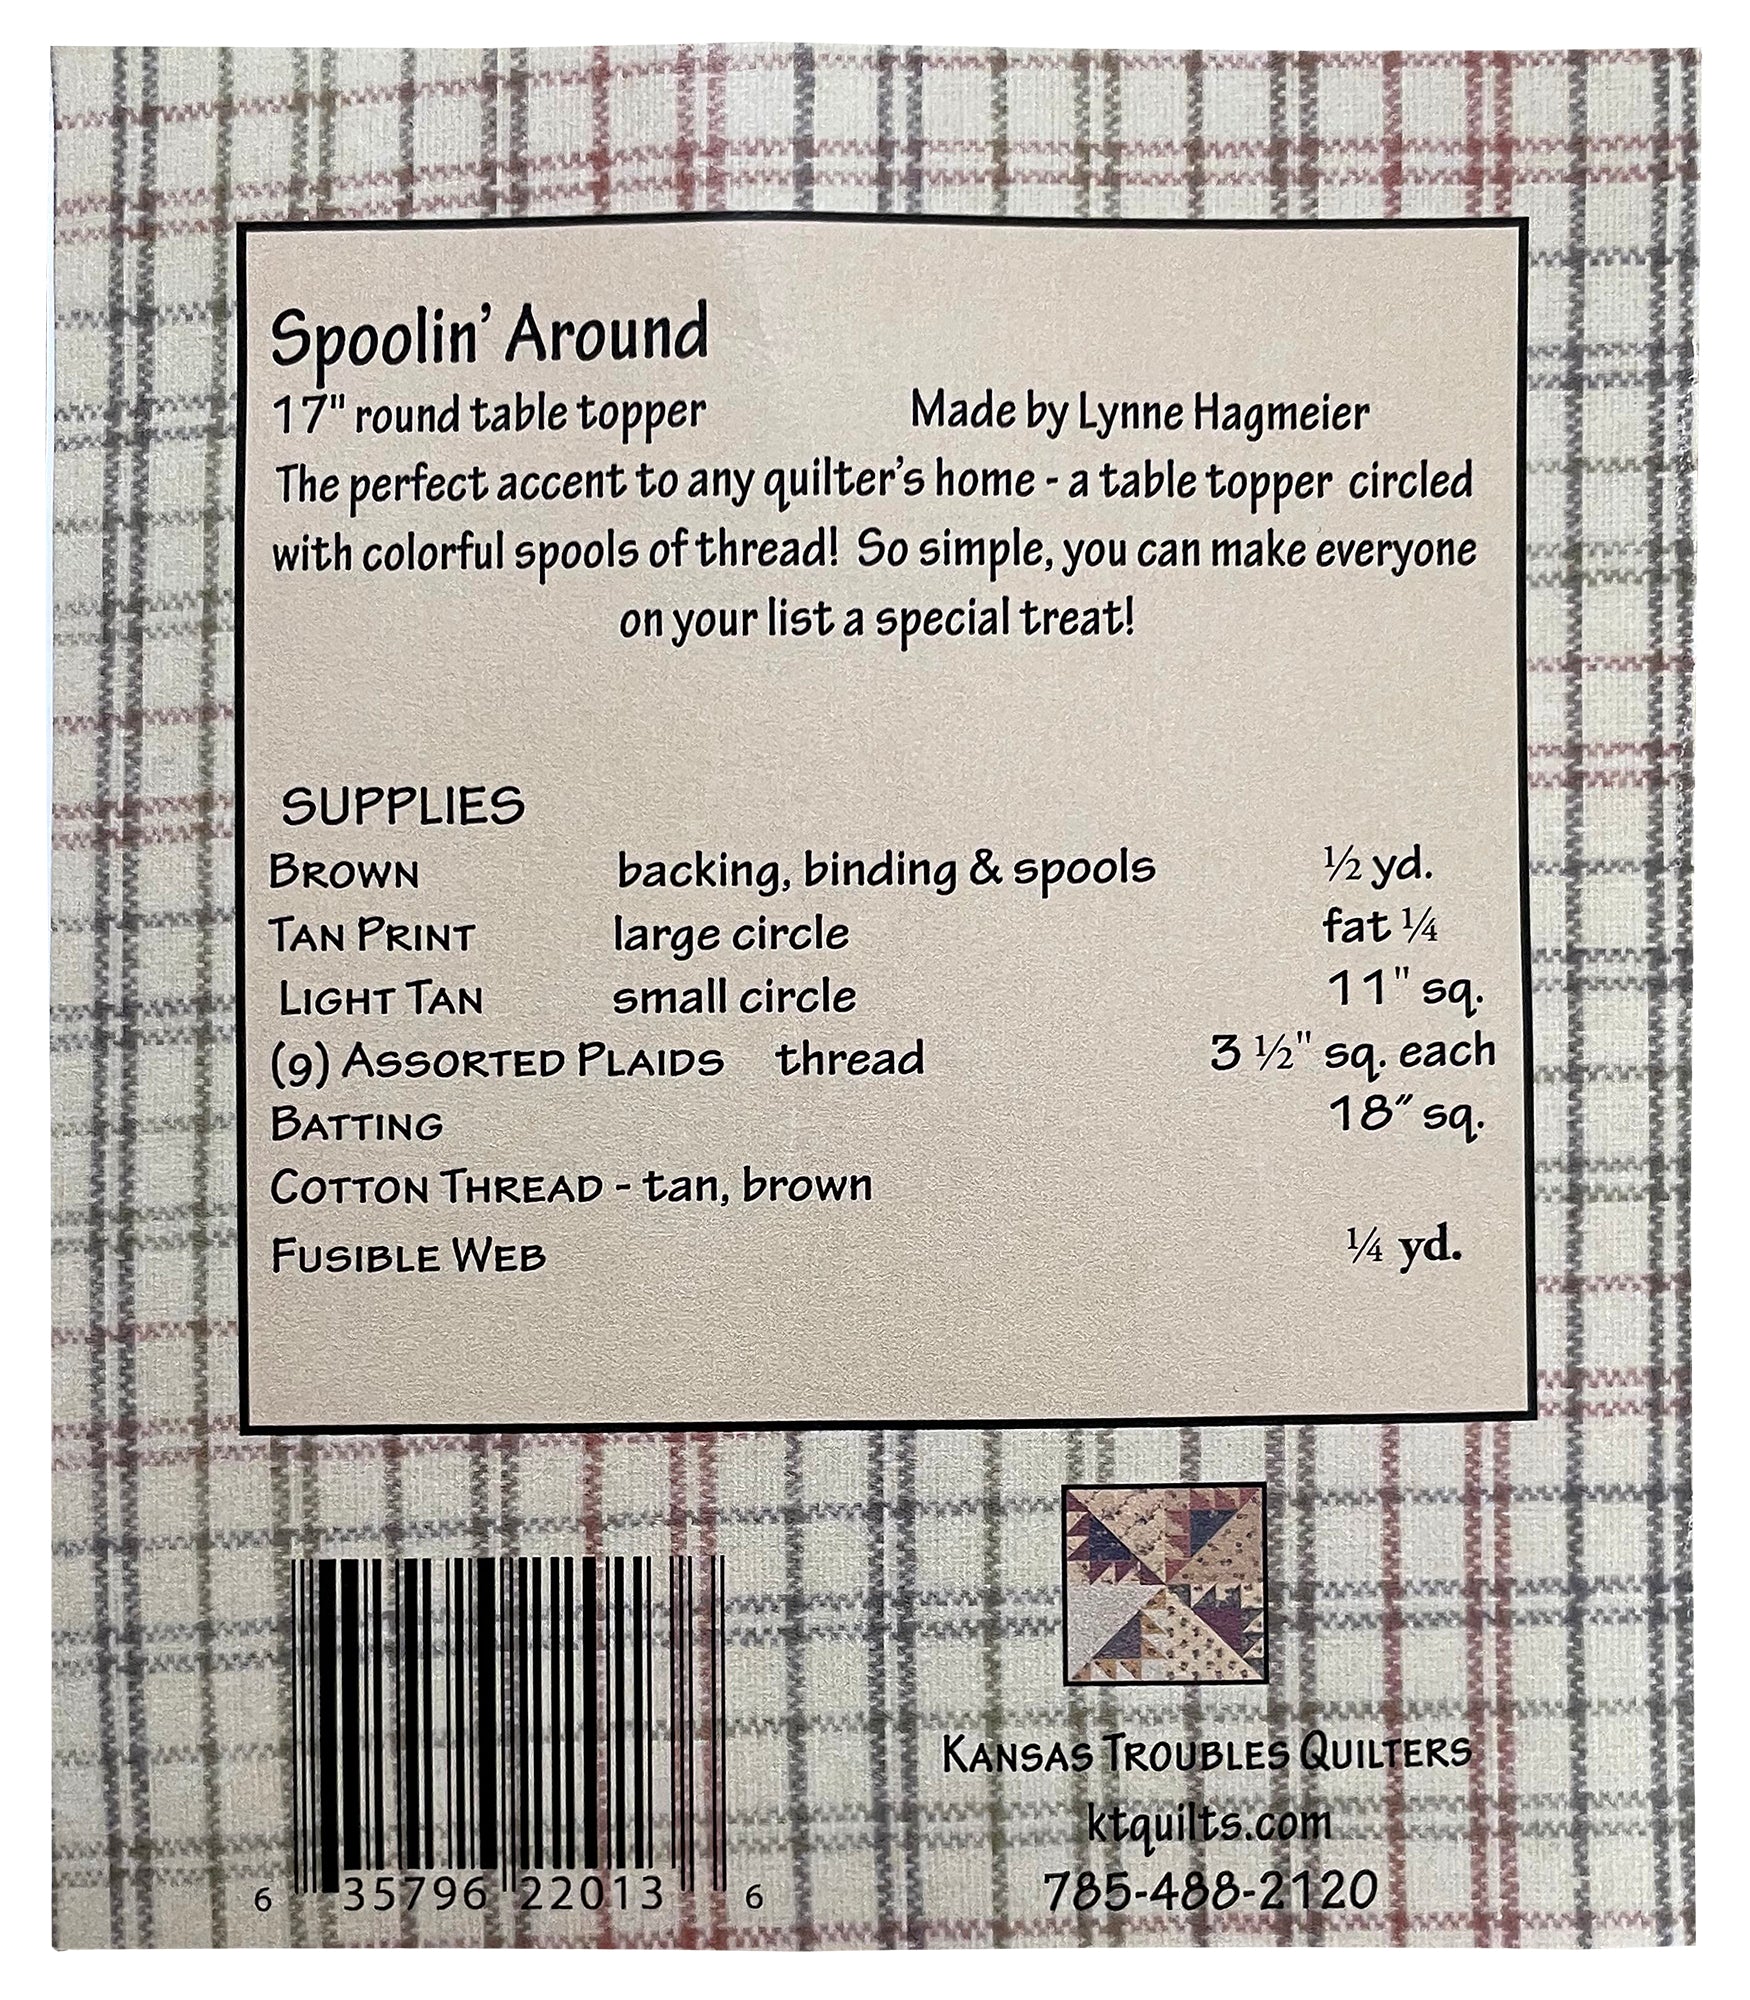 Spoolin' Around
17" round table topper Made by Lynne Hagmeier
The perfect accent to any quilter's home - a table topper circled
with colorful spools of thread! So simple, you can make everyone
on your list a special treat!
SUPPLIES
BROWN backing, binding & spools ½ yd.
TAN PRINT large circle fat ¼
LIGHT TAN small circle 11" sq.
(9) ASSORTED PLAIDS thread 3 ½" sq. each
BATTING 18" sq.
COTTON THREAD - tan, brown
FUSIBLE WEB ¼ yd.
6 35796 22013 6
KANSAS TROUBLES QUILTERS
ktquilts.com
785-488-2120